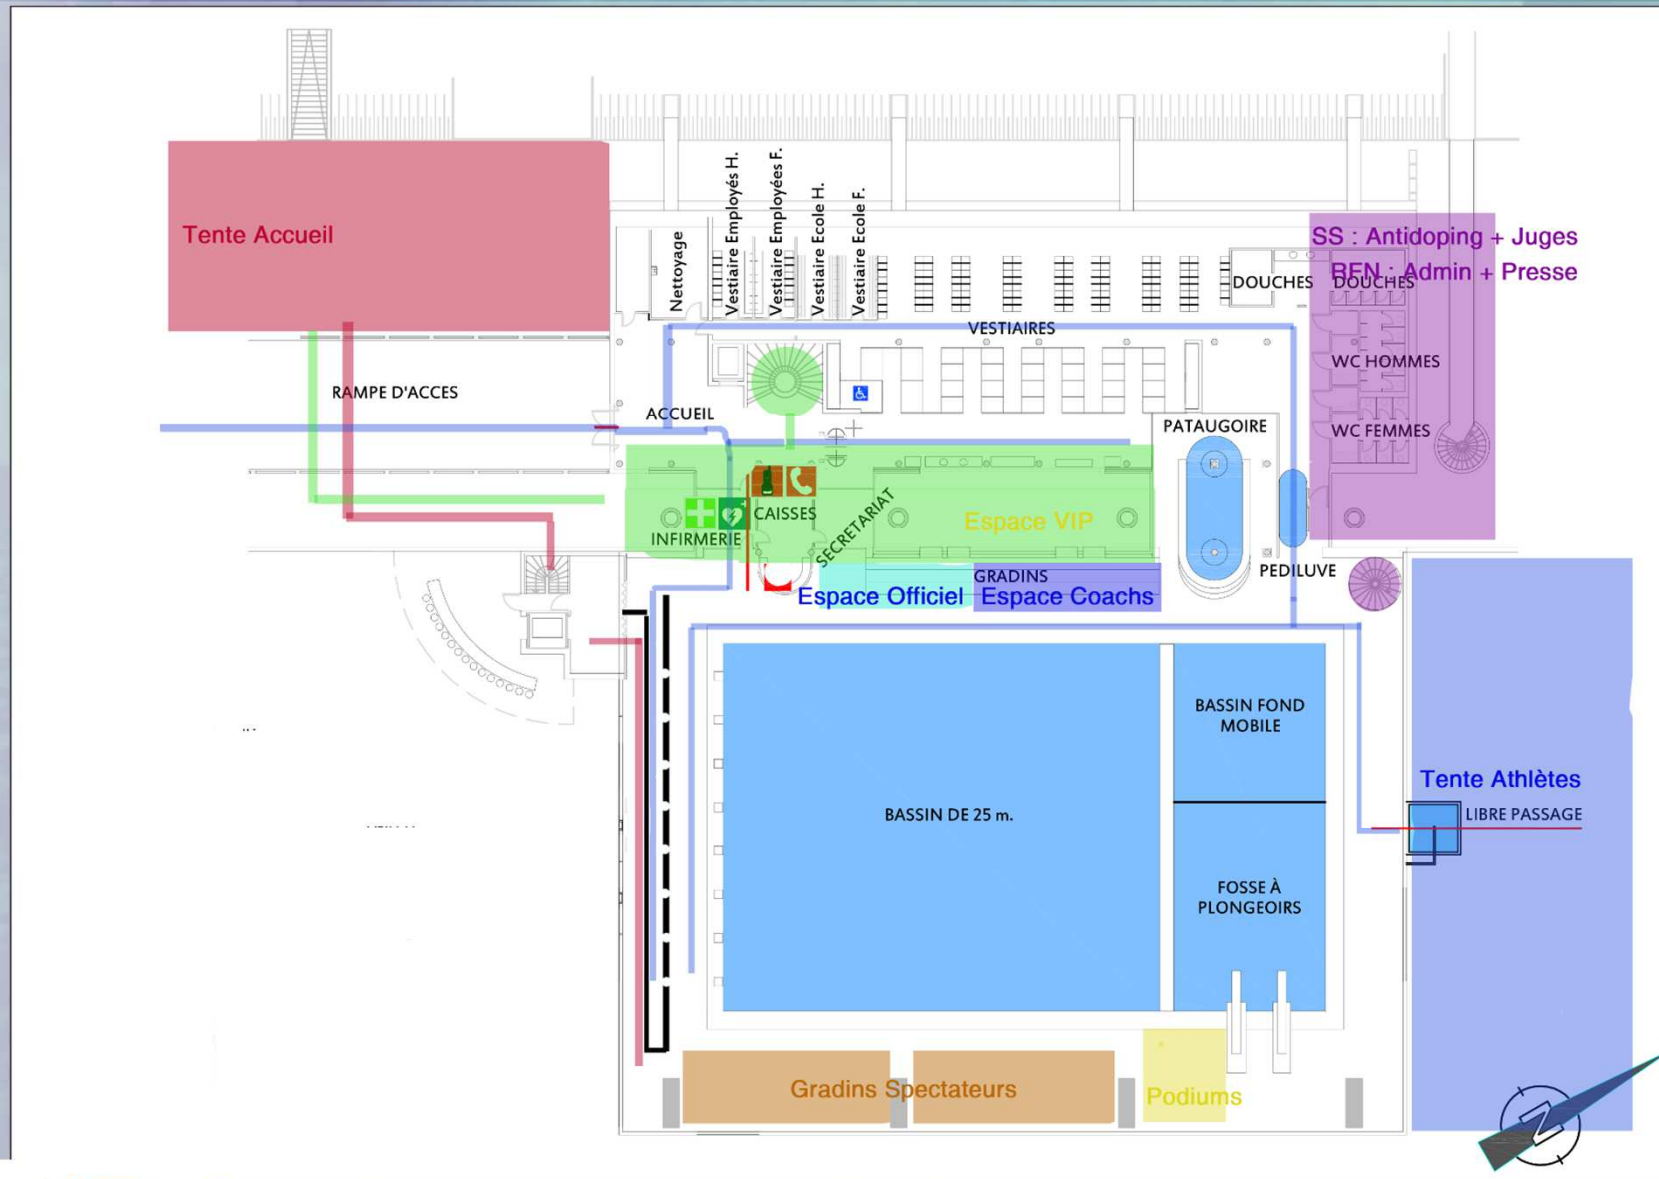 Vestiaire Employés H.
Vestiaire Employées F.
Vestiaire Ecole H.
Vestiaire Ecole F.
Nettoyage
Tente Accueil
SS : Antidoping + Juges
REN : Admin + Presse
DOUCHES
DOUCHES
VESTIAIRES
WC HOMMES
RAMPE D'ACCES
ACCUEIL
PATAUGOIRE
WC FEMMES
CAISSES
Espace VIP
INFIRMERIE
SECRETARIAT
PEDILUVE
GRADINS
Espace Officiel
Espace Coachs
BASSIN FOND
MOBILE
Tente Athlètes
BASSIN DE 25 m.
LIBRE PASSAGE
FOSSE À
PLONGEOIRS
Gradins Spectateurs
Podiums
N